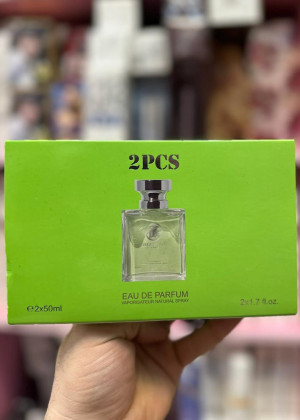 2PCS
EAU DE PARFUM
VAPORISATEUR NATURAL SPRAY
℮2x50ml
2x1.7 fl.oz.